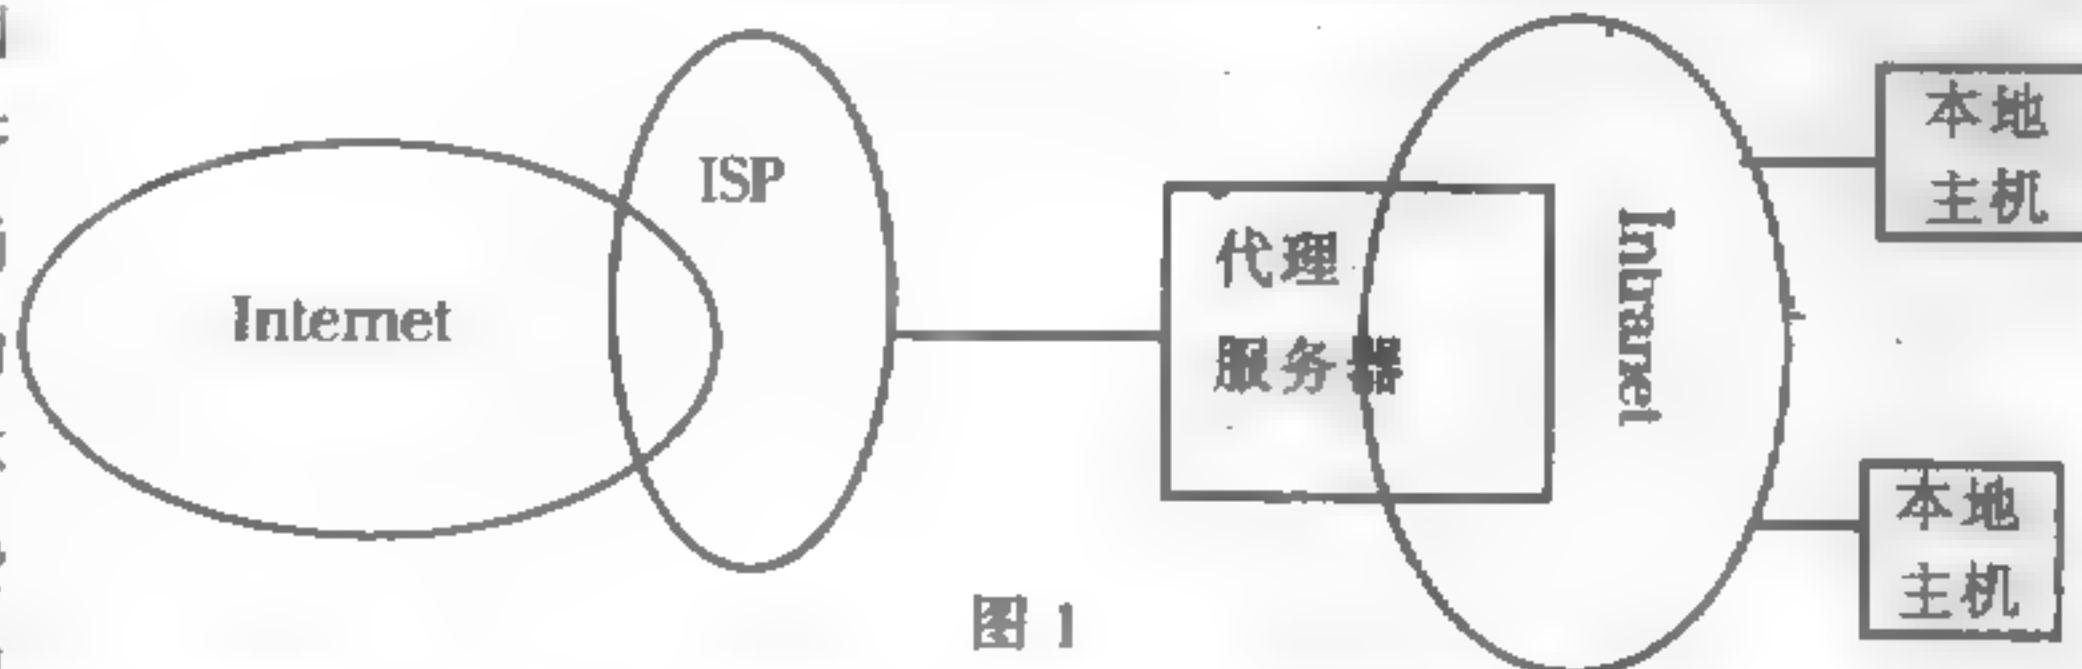 Internet
ISP
代理
服务器
Intranet
本地
主机
本地
主机
图 1